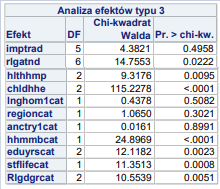 Analiza efektów typu 3
Efekt DF Chi-kwadrat Walda Pr. > chi-kw.
imptrad 5 4.3821 0.4958
rlgatnd 6 14.7553 0.0222
hlthhmp 2 9.3176 0.0095
chldhhe 2 115.2278 <.0001
lnghom1cat 1 0.4378 0.5082
regioncat 1 1.0650 0.3021
anctry1cat 1 0.0161 0.8991
hhmmbcat 1 24.8969 <.0001
eduyrscat 2 12.1182 0.0023
stflifecat 1 11.3513 0.0008
Rlgdgrcat 2 10.5539 0.0051